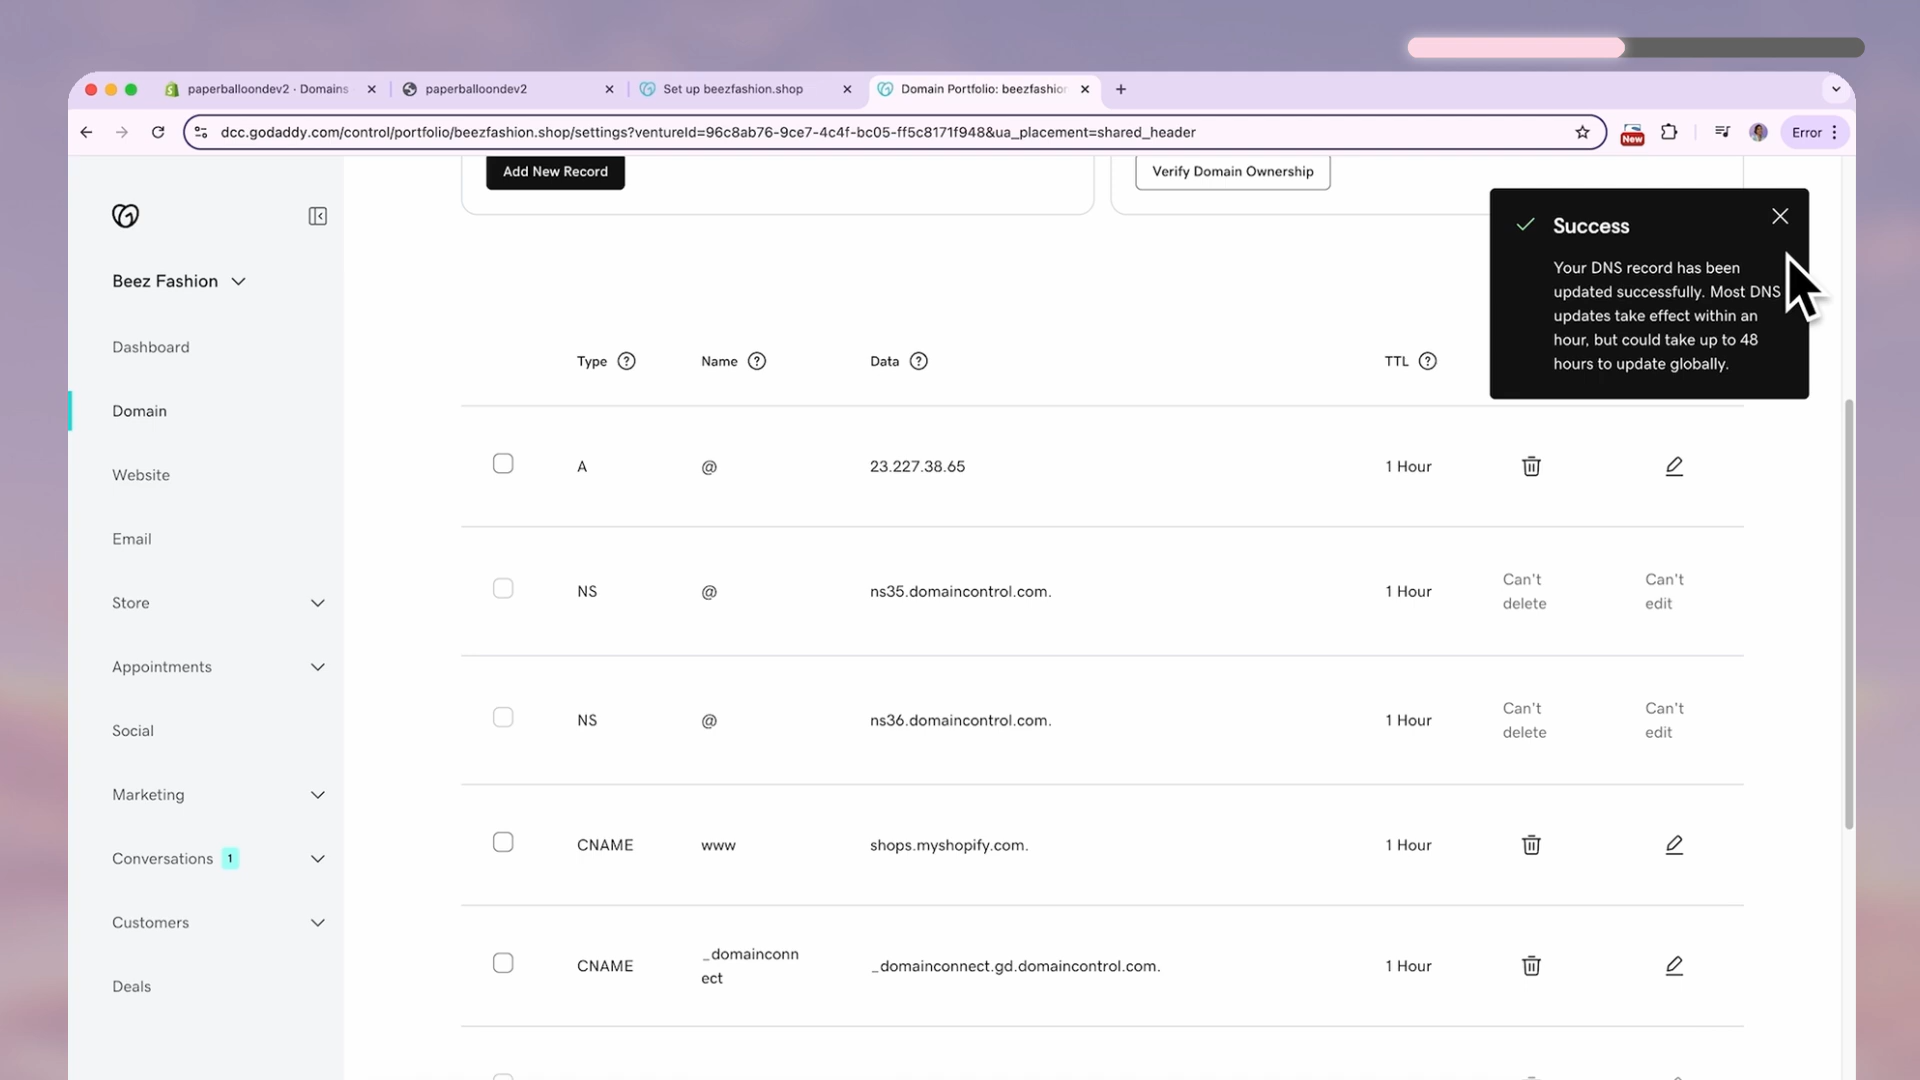 paperballoondev2 · Domains
paperballoondev2
Set up beezfashion.shop
Domain Portfolio: beezfashion
dcc.godaddy.com/control/portfolio/beezfashion.shop/settings?ventureId=96c8ab76-9ce7-4c4f-bc05-ff5c8171f948&ua_placement=shared_header
New
Error
Add New Record
Verify Domain Ownership
Success
Your DNS record has been
updated successfully. Most DNS
updates take effect within an
hour, but could take up to 48
hours to update globally.
Beez Fashion
Dashboard
Domain
Website
Email
Store
Appointments
Social
Marketing
Conversations 1
Customers
Deals
Type ? Name ? Data ? TTL ?
A @ 23.227.38.65 1 Hour
NS @ ns35.domaincontrol.com. 1 Hour Can't delete Can't edit
NS @ ns36.domaincontrol.com. 1 Hour Can't delete Can't edit
CNAME www shops.myshopify.com. 1 Hour
CNAME _domainconn
ect _domainconnect.gd.domaincontrol.com. 1 Hour